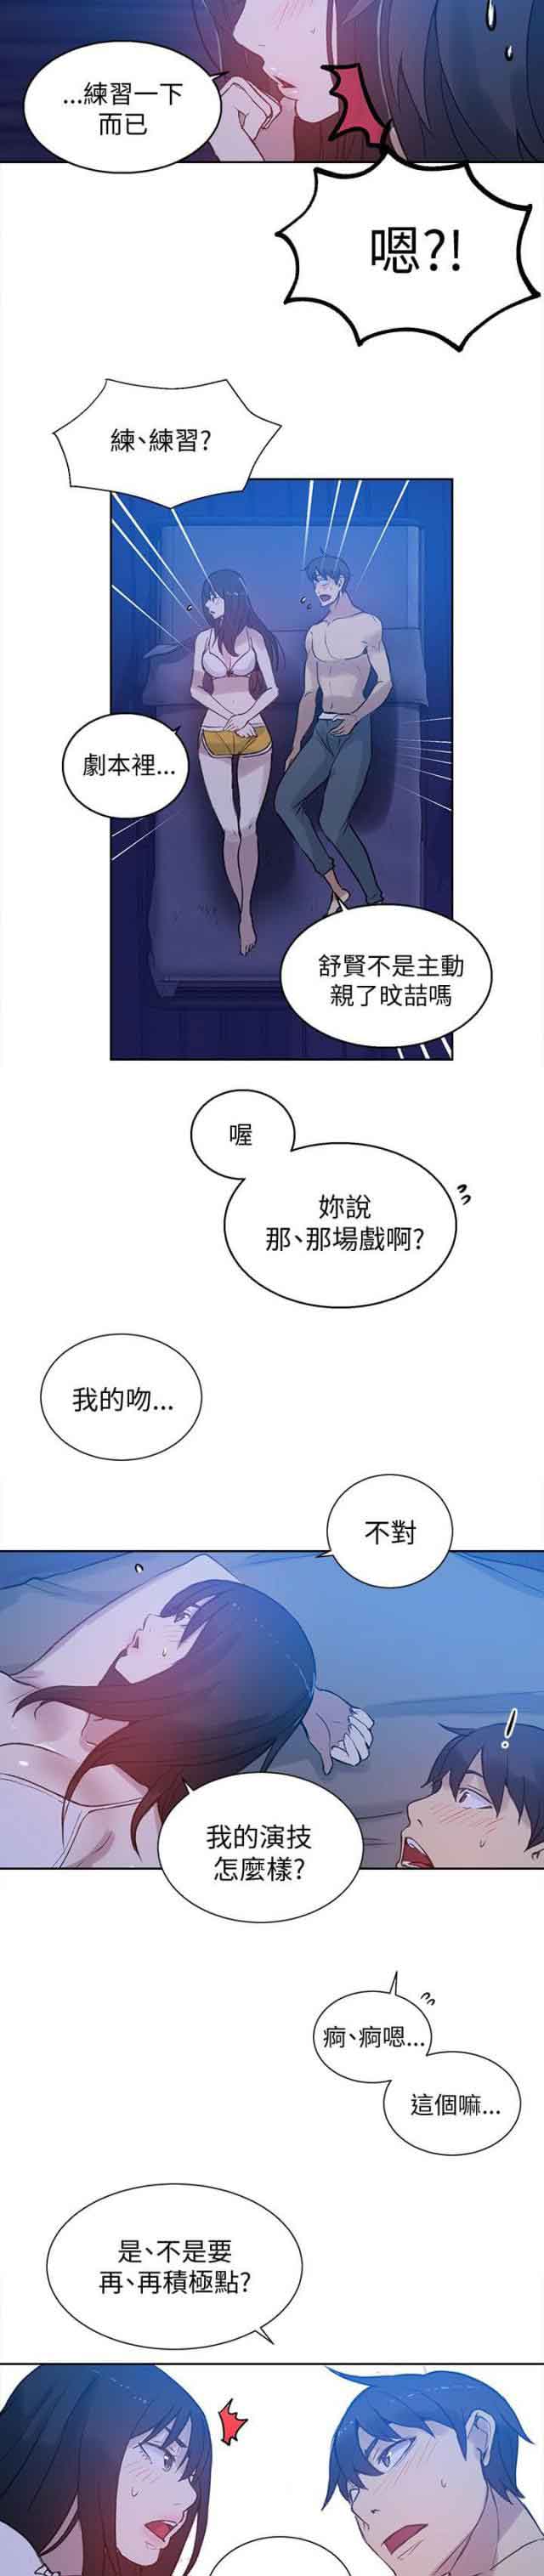 …練習一下
而已
嗯?!
練、練習?
劇本裡…
舒賢不是主動
親了旼喆嗎
喔
妳說
那、那場戲啊?
我的吻…
不對
我的演技
怎麼樣?
痾、痾嗯…
這個嘛…
是、不是要
再、再積極點?